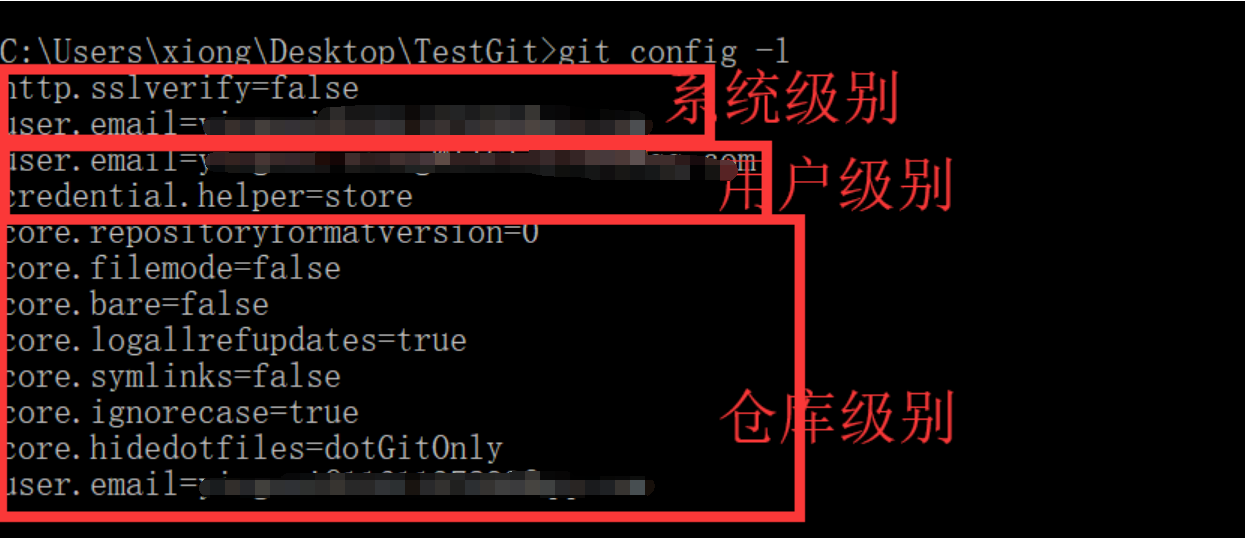 C:\Users\xiong\Desktop\TestGit>git config -l
http.sslverify=false
系统级别
user.email=
user.email=
用户级别
credential.helper=store
core.repositoryformatversion=0
core.filemode=false
core.bare=false
core.logallrefupdates=true
core.symlinks=false
core.ignorecase=true
仓库级别
core.hidedotfiles=dotGitOnly
user.email=